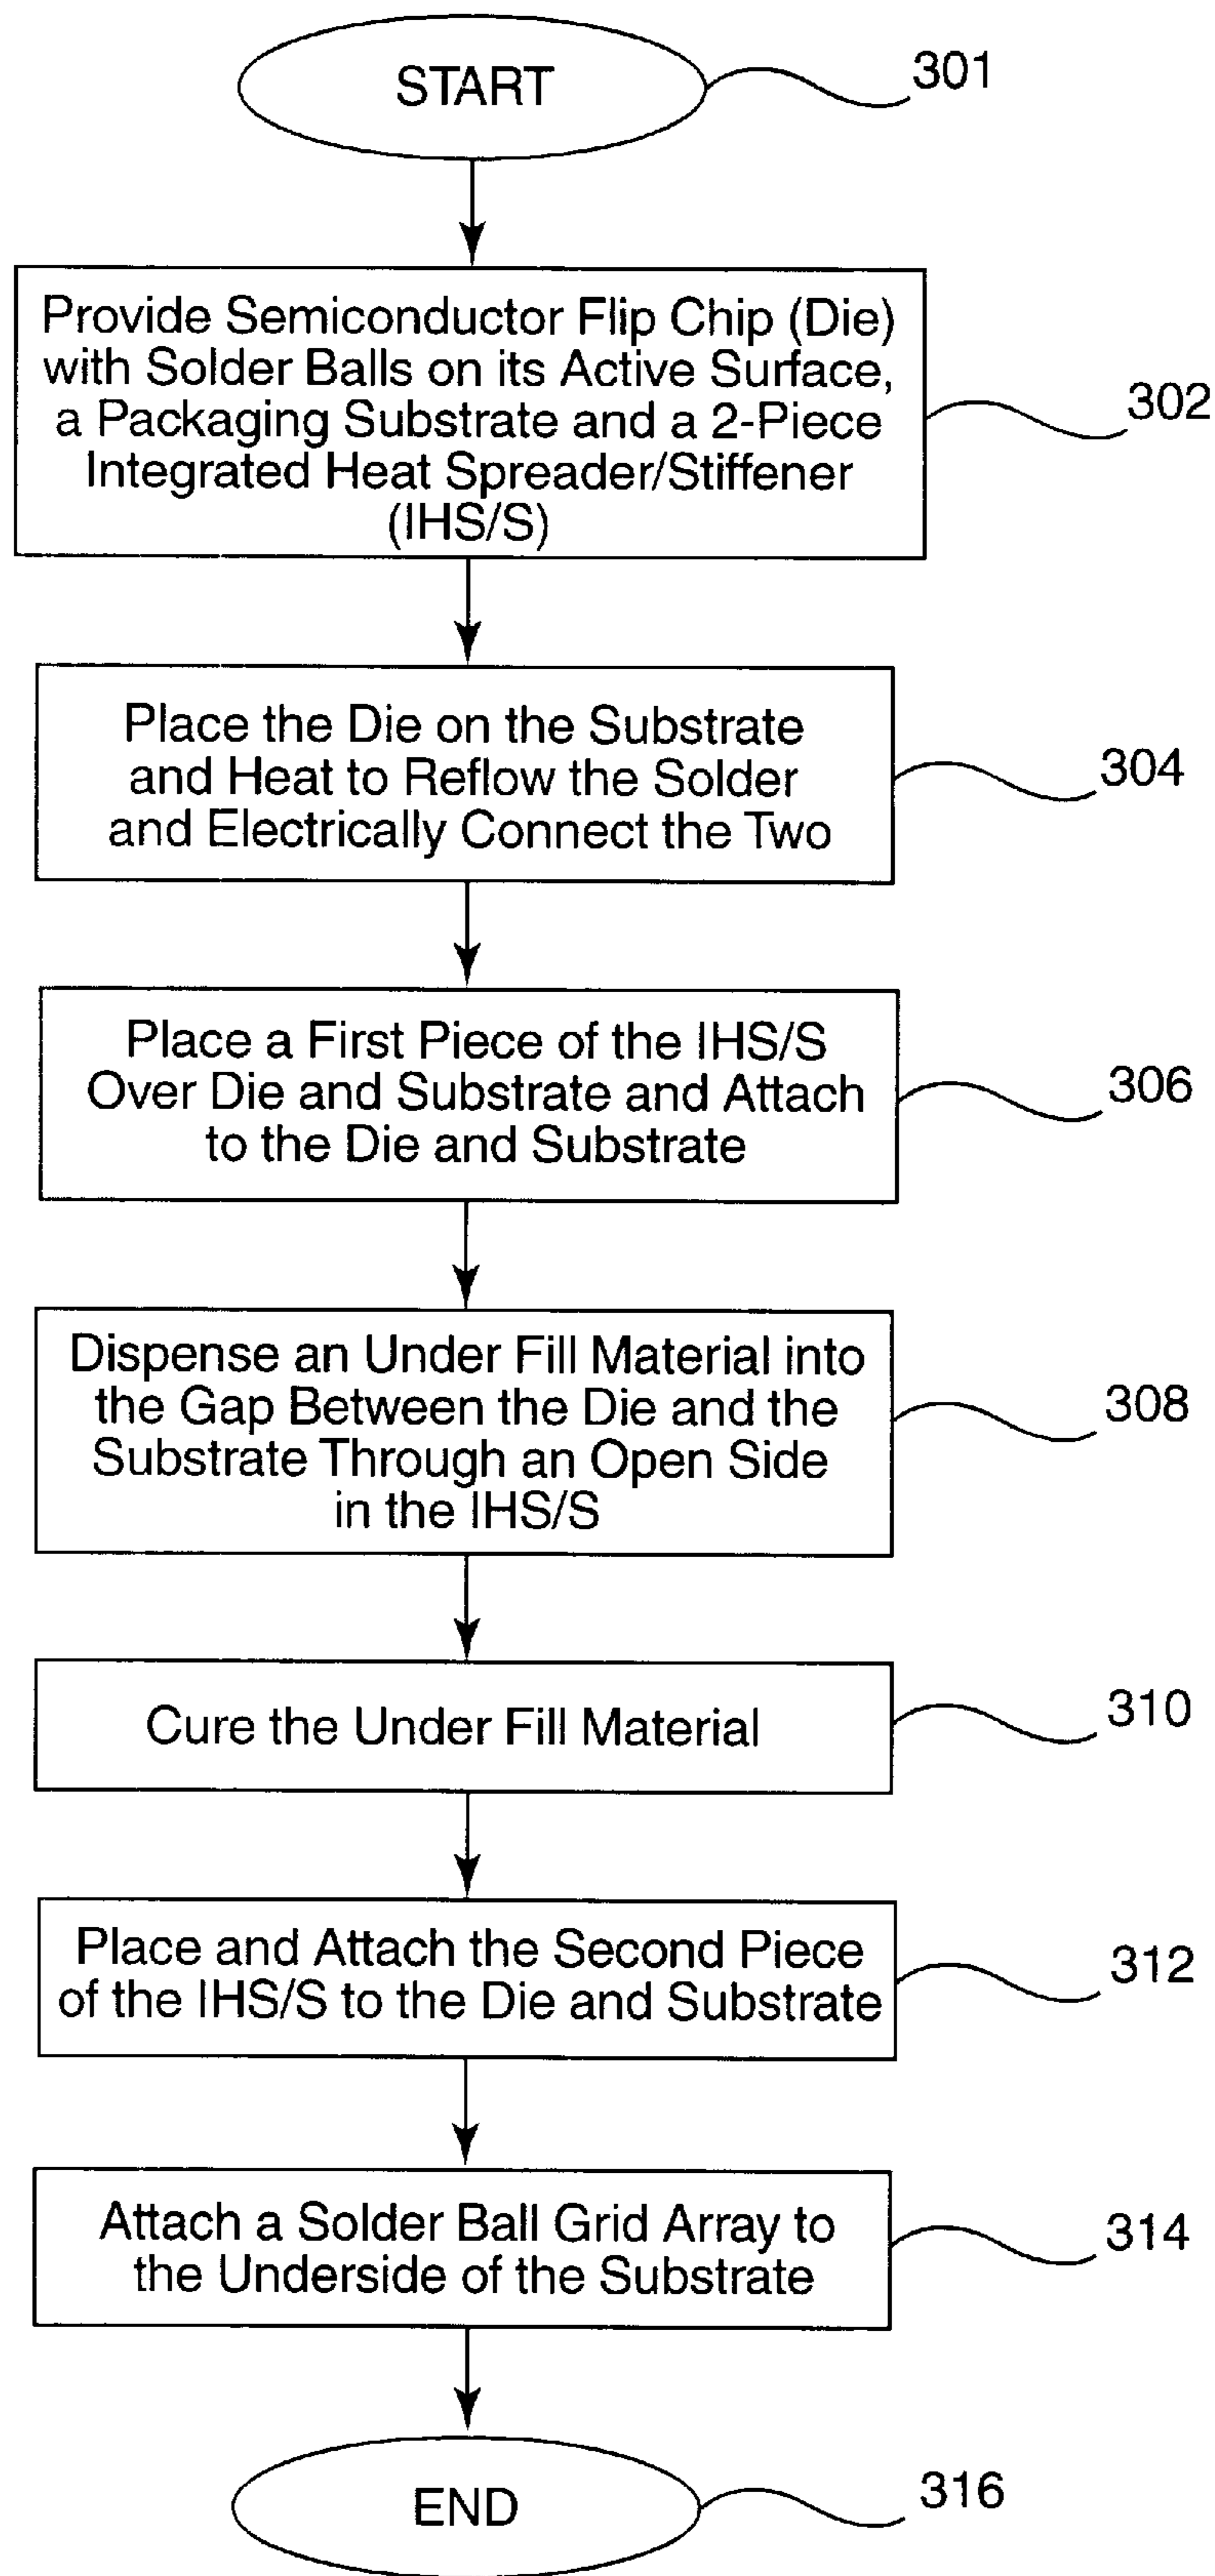 START
301
Provide Semiconductor Flip Chip (Die)
with Solder Balls on its Active Surface,
a Packaging Substrate and a 2-Piece
Integrated Heat Spreader/Stiffener
(IHS/S)
302
Place the Die on the Substrate
and Heat to Reflow the Solder
and Electrically Connect the Two
304
Place a First Piece of the IHS/S
Over Die and Substrate and Attach
to the Die and Substrate
306
Dispense an Under Fill Material into
the Gap Between the Die and the
Substrate Through an Open Side
in the IHS/S
308
Cure the Under Fill Material
310
Place and Attach the Second Piece
of the IHS/S to the Die and Substrate
312
Attach a Solder Ball Grid Array to
the Underside of the Substrate
314
END
316